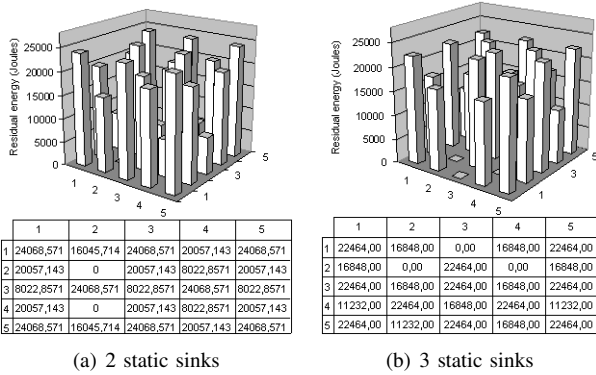 Residual energy (Joules)
25000
20000
15000
10000
5000
0
1
2
3
4
5
1
3
5
1 2 3 4 5
1 24068,571 16045,714 24068,571 20057,143 24068,571
2 20057,143 0 20057,143 8022,8571 20057,143
3 8022,8571 24068,571 8022,8571 24068,571 8022,8571
4 20057,143 0 20057,143 8022,8571 20057,143
5 24068,571 16045,714 24068,571 20057,143 24068,571
(a) 2 static sinks
Residual energy (Joules)
25000
20000
15000
10000
5000
0
1
2
3
4
5
1
3
5
1 2 3 4 5
1 22464,00 16848,00 0,00 16848,00 22464,00
2 16848,00 0,00 22464,00 0,00 16848,00
3 22464,00 16848,00 22464,00 16848,00 22464,00
4 11232,00 22464,00 16848,00 22464,00 11232,00
5 22464,00 11232,00 22464,00 16848,00 22464,00
(b) 3 static sinks